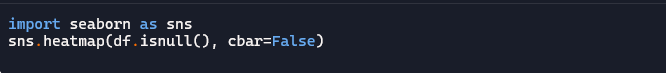 import seaborn as sns
sns.heatmap(df.isnull(), cbar=False)